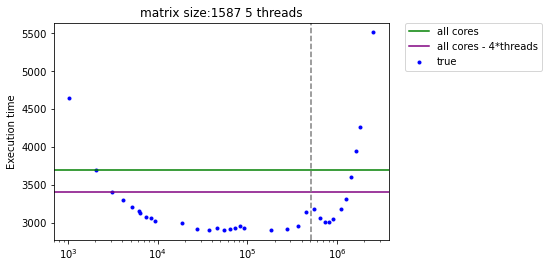 matrix size:1587 5 threads
all cores
all cores - 4*threads
true
Execution time
5500
5000
4500
4000
3500
3000
10³
10⁴
10⁵
10⁶